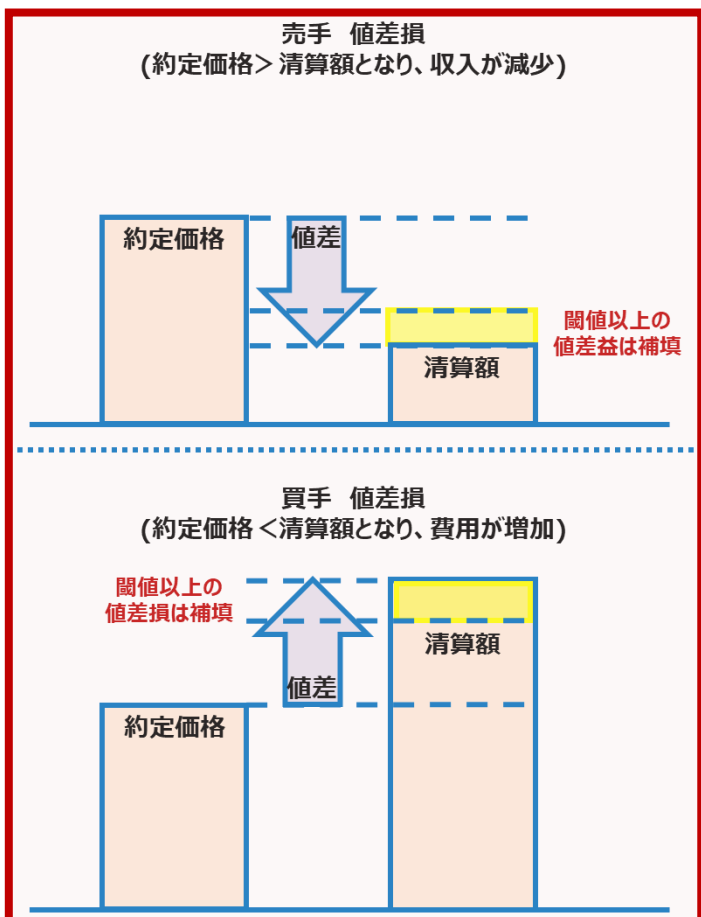 売手 値差損
(約定価格＞清算額となり、収入が減少)
約定価格
値差
閾値以上の
値差益は補填
清算額
買手 値差損
(約定価格＜清算額となり、費用が増加)
閾値以上の
値差損は補填
清算額
値差
約定価格